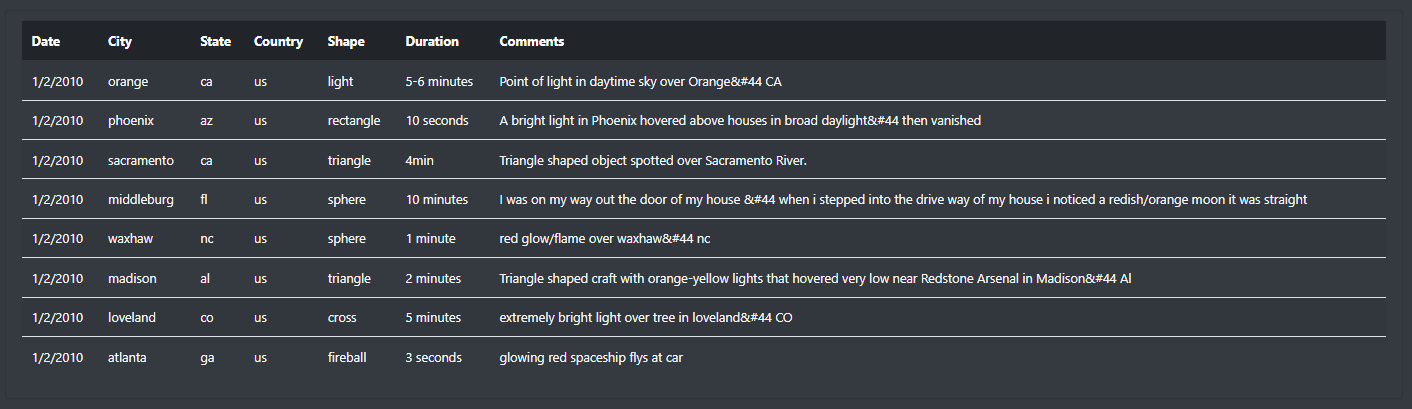 Date City State Country Shape Duration Comments
1/2/2010 orange ca us light 5-6 minutes Point of light in daytime sky over Orange&#44 CA
1/2/2010 phoenix az us rectangle 10 seconds A bright light in Phoenix hovered above houses in broad daylight&#44 then vanished
1/2/2010 sacramento ca us triangle 4min Triangle shaped object spotted over Sacramento River.
1/2/2010 middleburg fl us sphere 10 minutes I was on my way out the door of my house &#44 when i stepped into the drive way of my house i noticed a redish/orange moon it was straight
1/2/2010 waxhaw nc us sphere 1 minute red glow/flame over waxhaw&#44 nc
1/2/2010 madison al us triangle 2 minutes Triangle shaped craft with orange-yellow lights that hovered very low near Redstone Arsenal in Madison&#44 Al
1/2/2010 loveland co us cross 5 minutes extremely bright light over tree in loveland&#44 CO
1/2/2010 atlanta ga us fireball 3 seconds glowing red spaceship flys at car